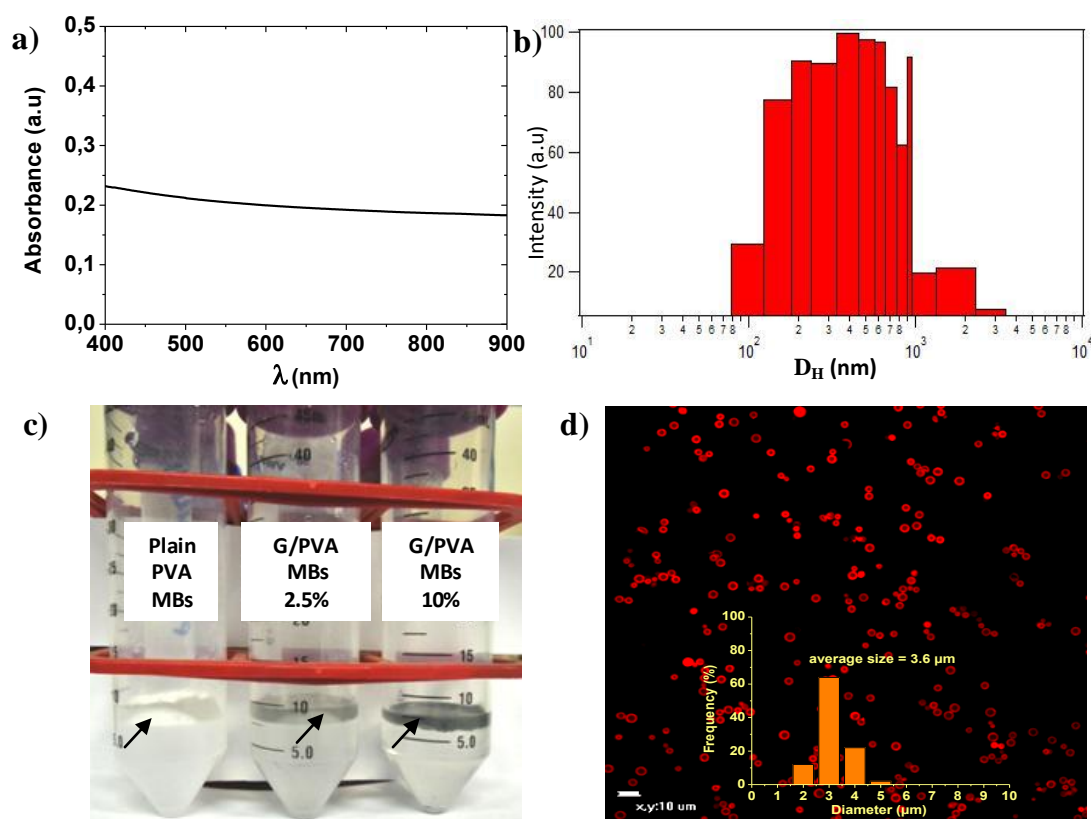 a)
0,5
0,4
0,3
0,2
0,1
0,0
Absorbance (a.u)
400 500 600 700 800 900
λ (nm)
b)
100
80
60
40
20
Intensity (a.u)
2 3 4 5 6 7 8 2 3 4 5 6 7 8 2 3 4 5 6 7 8
10¹ 10² 10³ 10⁴
D_H (nm)
c)
40 40
Plain PVA MBs
G/PVA MBs 2.5%
G/PVA MBs 10%
15 15
10 10
5.0 5.0
d)
100
80
60
40
20
0
Frequency (%)
average size = 3.6 µm
0 1 2 3 4 5 6 7 8 9 10
Diameter (µm)
x,y:10 um